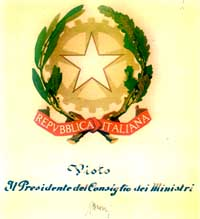 REPVBBLICA ITALIANA
Visto
Il Presidente del Consiglio dei Ministri